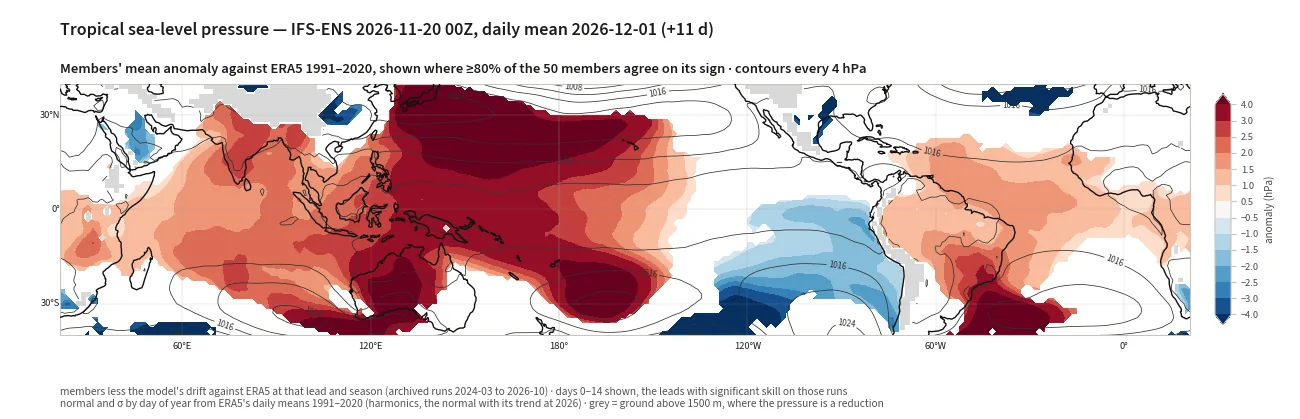 Tropical sea-level pressure — IFS-ENS 2026-11-20 00Z, daily mean 2026-12-01 (+11 d)
Members' mean anomaly against ERA5 1991–2020, shown where ≥80% of the 50 members agree on its sign · contours every 4 hPa
1008
1016
1016
30°N
4.0
3.0
2.0
1.5
1.0
0.5
−0.5
−1.0
−1.5
−2.0
−3.0
−4.0
anomaly (hPa)
1016
0°
1016
1016
1016
30°S
1016
1024
60°E
120°E
180°
120°W
60°W
0°
members less the model's drift against ERA5 at that lead and season (archived runs 2024-03 to 2026-10) · days 0–14 shown, the leads with significant skill on those runs
normal and σ by day of year from ERA5's daily means 1991–2020 (harmonics, the normal with its trend at 2026) · grey = ground above 1500 m, where the pressure is a reduction